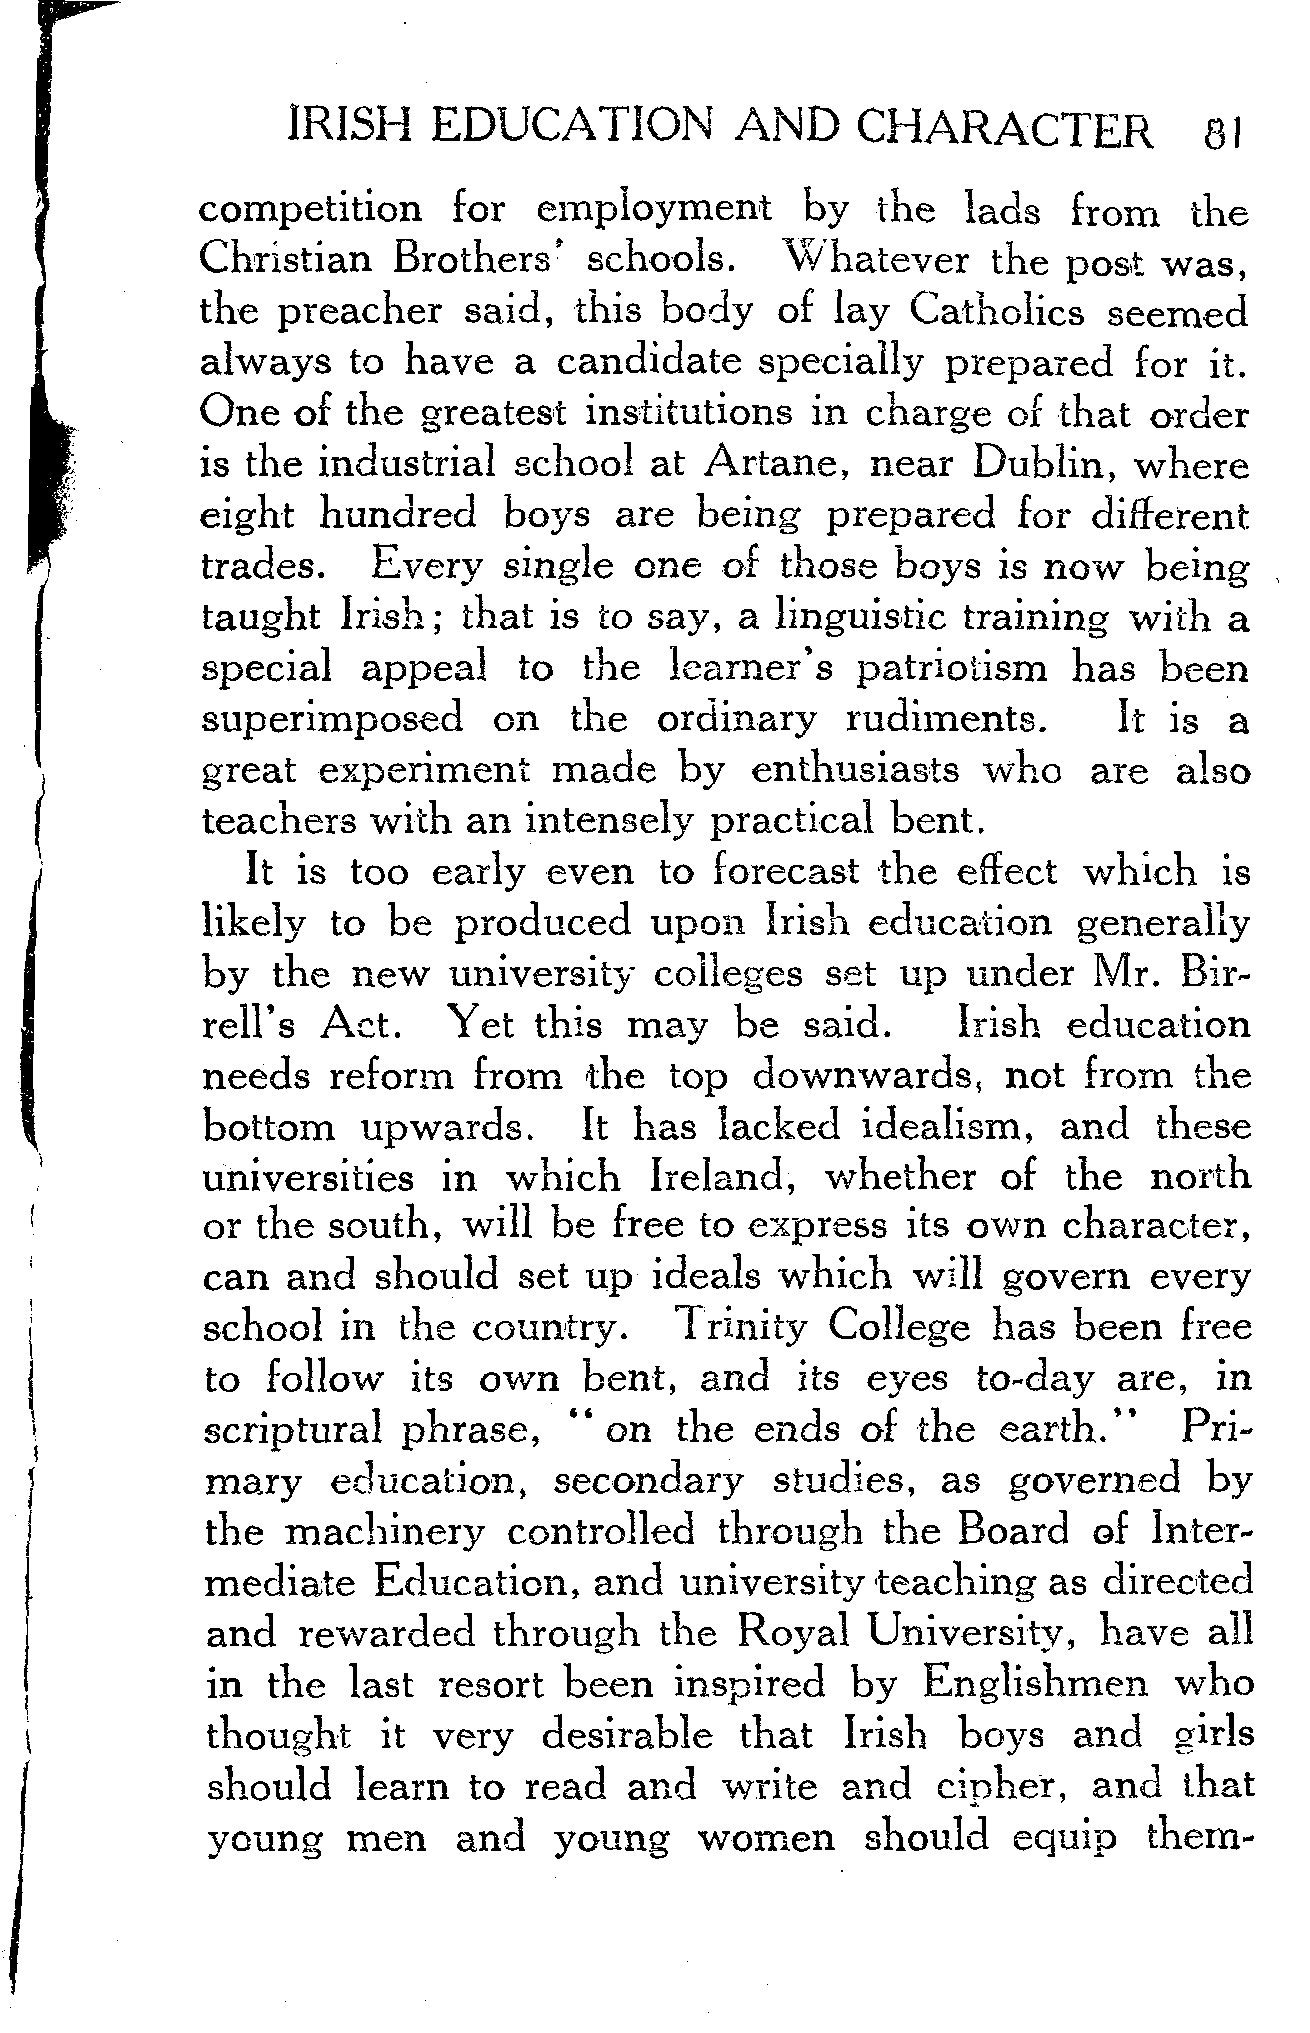 IRISH EDUCATION AND CHARACTER 81
competition for employment by the lads from the
Christian Brothers' schools. Whatever the post was,
the preacher said, this body of lay Catholics seemed
always to have a candidate specially prepared for it.
One of the greatest institutions in charge of that order
is the industrial school at Artane, near Dublin, where
eight hundred boys are being prepared for different
trades. Every single one of those boys is now being
taught Irish; that is to say, a linguistic training with a
special appeal to the learner's patriotism has been
superimposed on the ordinary rudiments. It is a
great experiment made by enthusiasts who are also
teachers with an intensely practical bent.
It is too early even to forecast the effect which is
likely to be produced upon Irish education generally
by the new university colleges set up under Mr. Bir-
rell's Act. Yet this may be said. Irish education
needs reform from the top downwards, not from the
bottom upwards. It has lacked idealism, and these
universities in which Ireland, whether of the north
or the south, will be free to express its own character,
can and should set up ideals which will govern every
school in the country. Trinity College has been free
to follow its own bent, and its eyes to-day are, in
scriptural phrase, "on the ends of the earth." Pri-
mary education, secondary studies, as governed by
the machinery controlled through the Board of Inter-
mediate Education, and university teaching as directed
and rewarded through the Royal University, have all
in the last resort been inspired by Englishmen who
thought it very desirable that Irish boys and girls
should learn to read and write and cipher, and that
young men and young women should equip them-